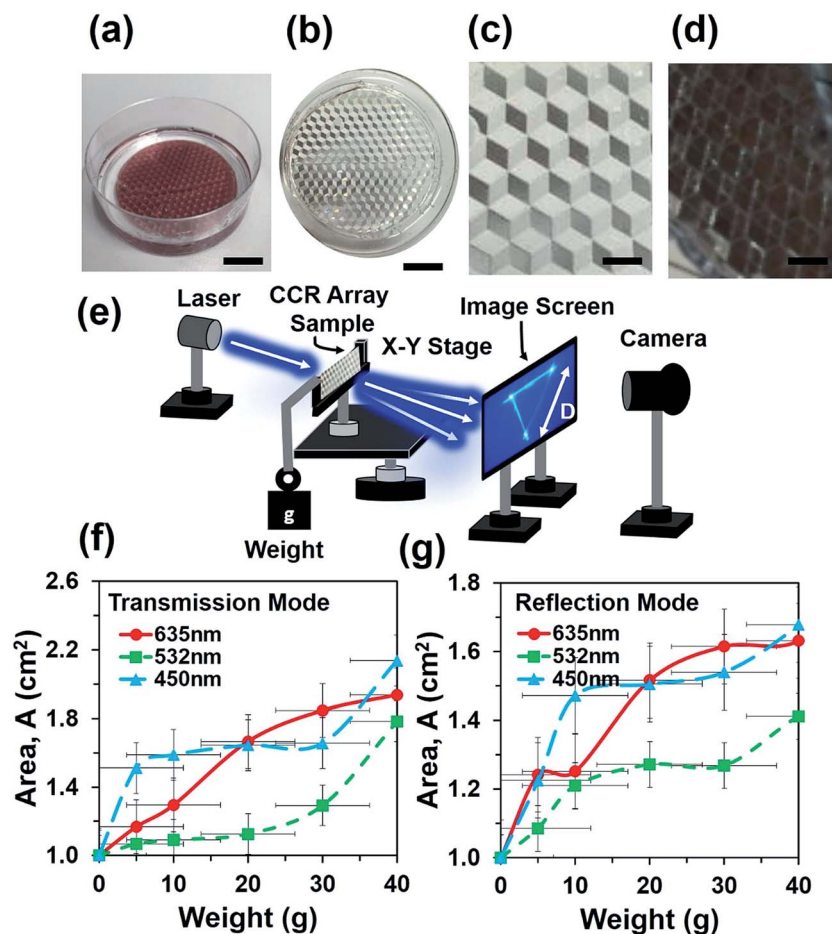 (a)
(b)
(c)
(d)
(e)
Laser
CCR Array
Sample
X-Y Stage
Image Screen
Camera
D
g
Weight
(f)
2.6
2.2
1.8
1.4
1.0
Area, A (cm²)
Transmission Mode
635nm
532nm
450nm
0
10
20
30
40
Weight (g)
(g)
1.8
1.6
1.4
1.2
1.0
Area, A (cm²)
Reflection Mode
635nm
532nm
450nm
0
10
20
30
40
Weight (g)